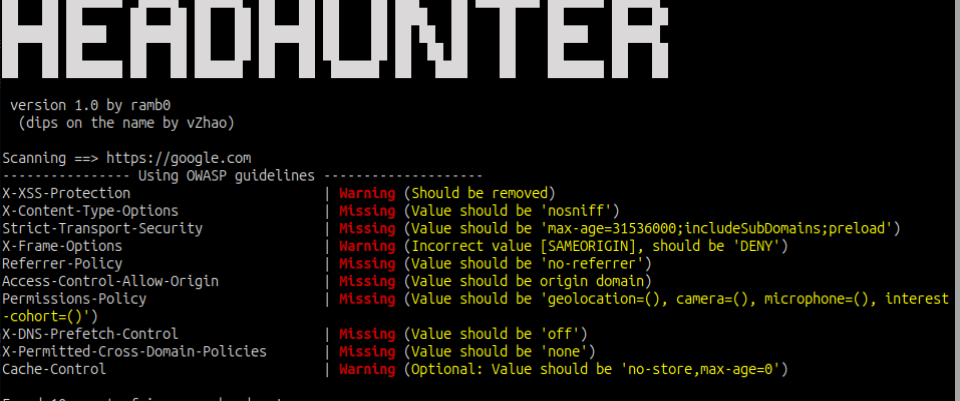 HEADHUNTER
version 1.0 by ramb0
(dips on the name by vZhao)
Scanning ==> https://google.com
---------------- Using OWASP guidelines --------------------
X-XSS-Protection | Warning (Should be removed)
X-Content-Type-Options | Missing (Value should be 'nosniff')
Strict-Transport-Security | Missing (Value should be 'max-age=31536000;includeSubDomains;preload')
X-Frame-Options | Warning (Incorrect value [SAMEORIGIN], should be 'DENY')
Referrer-Policy | Missing (Value should be 'no-referrer')
Access-Control-Allow-Origin | Missing (Value should be origin domain)
Permissions-Policy | Missing (Value should be 'geolocation=(), camera=(), microphone=(), interest
-cohort=()')
X-DNS-Prefetch-Control | Missing (Value should be 'off')
X-Permitted-Cross-Domain-Policies | Missing (Value should be 'none')
Cache-Control | Warning (Optional: Value should be 'no-store,max-age=0')